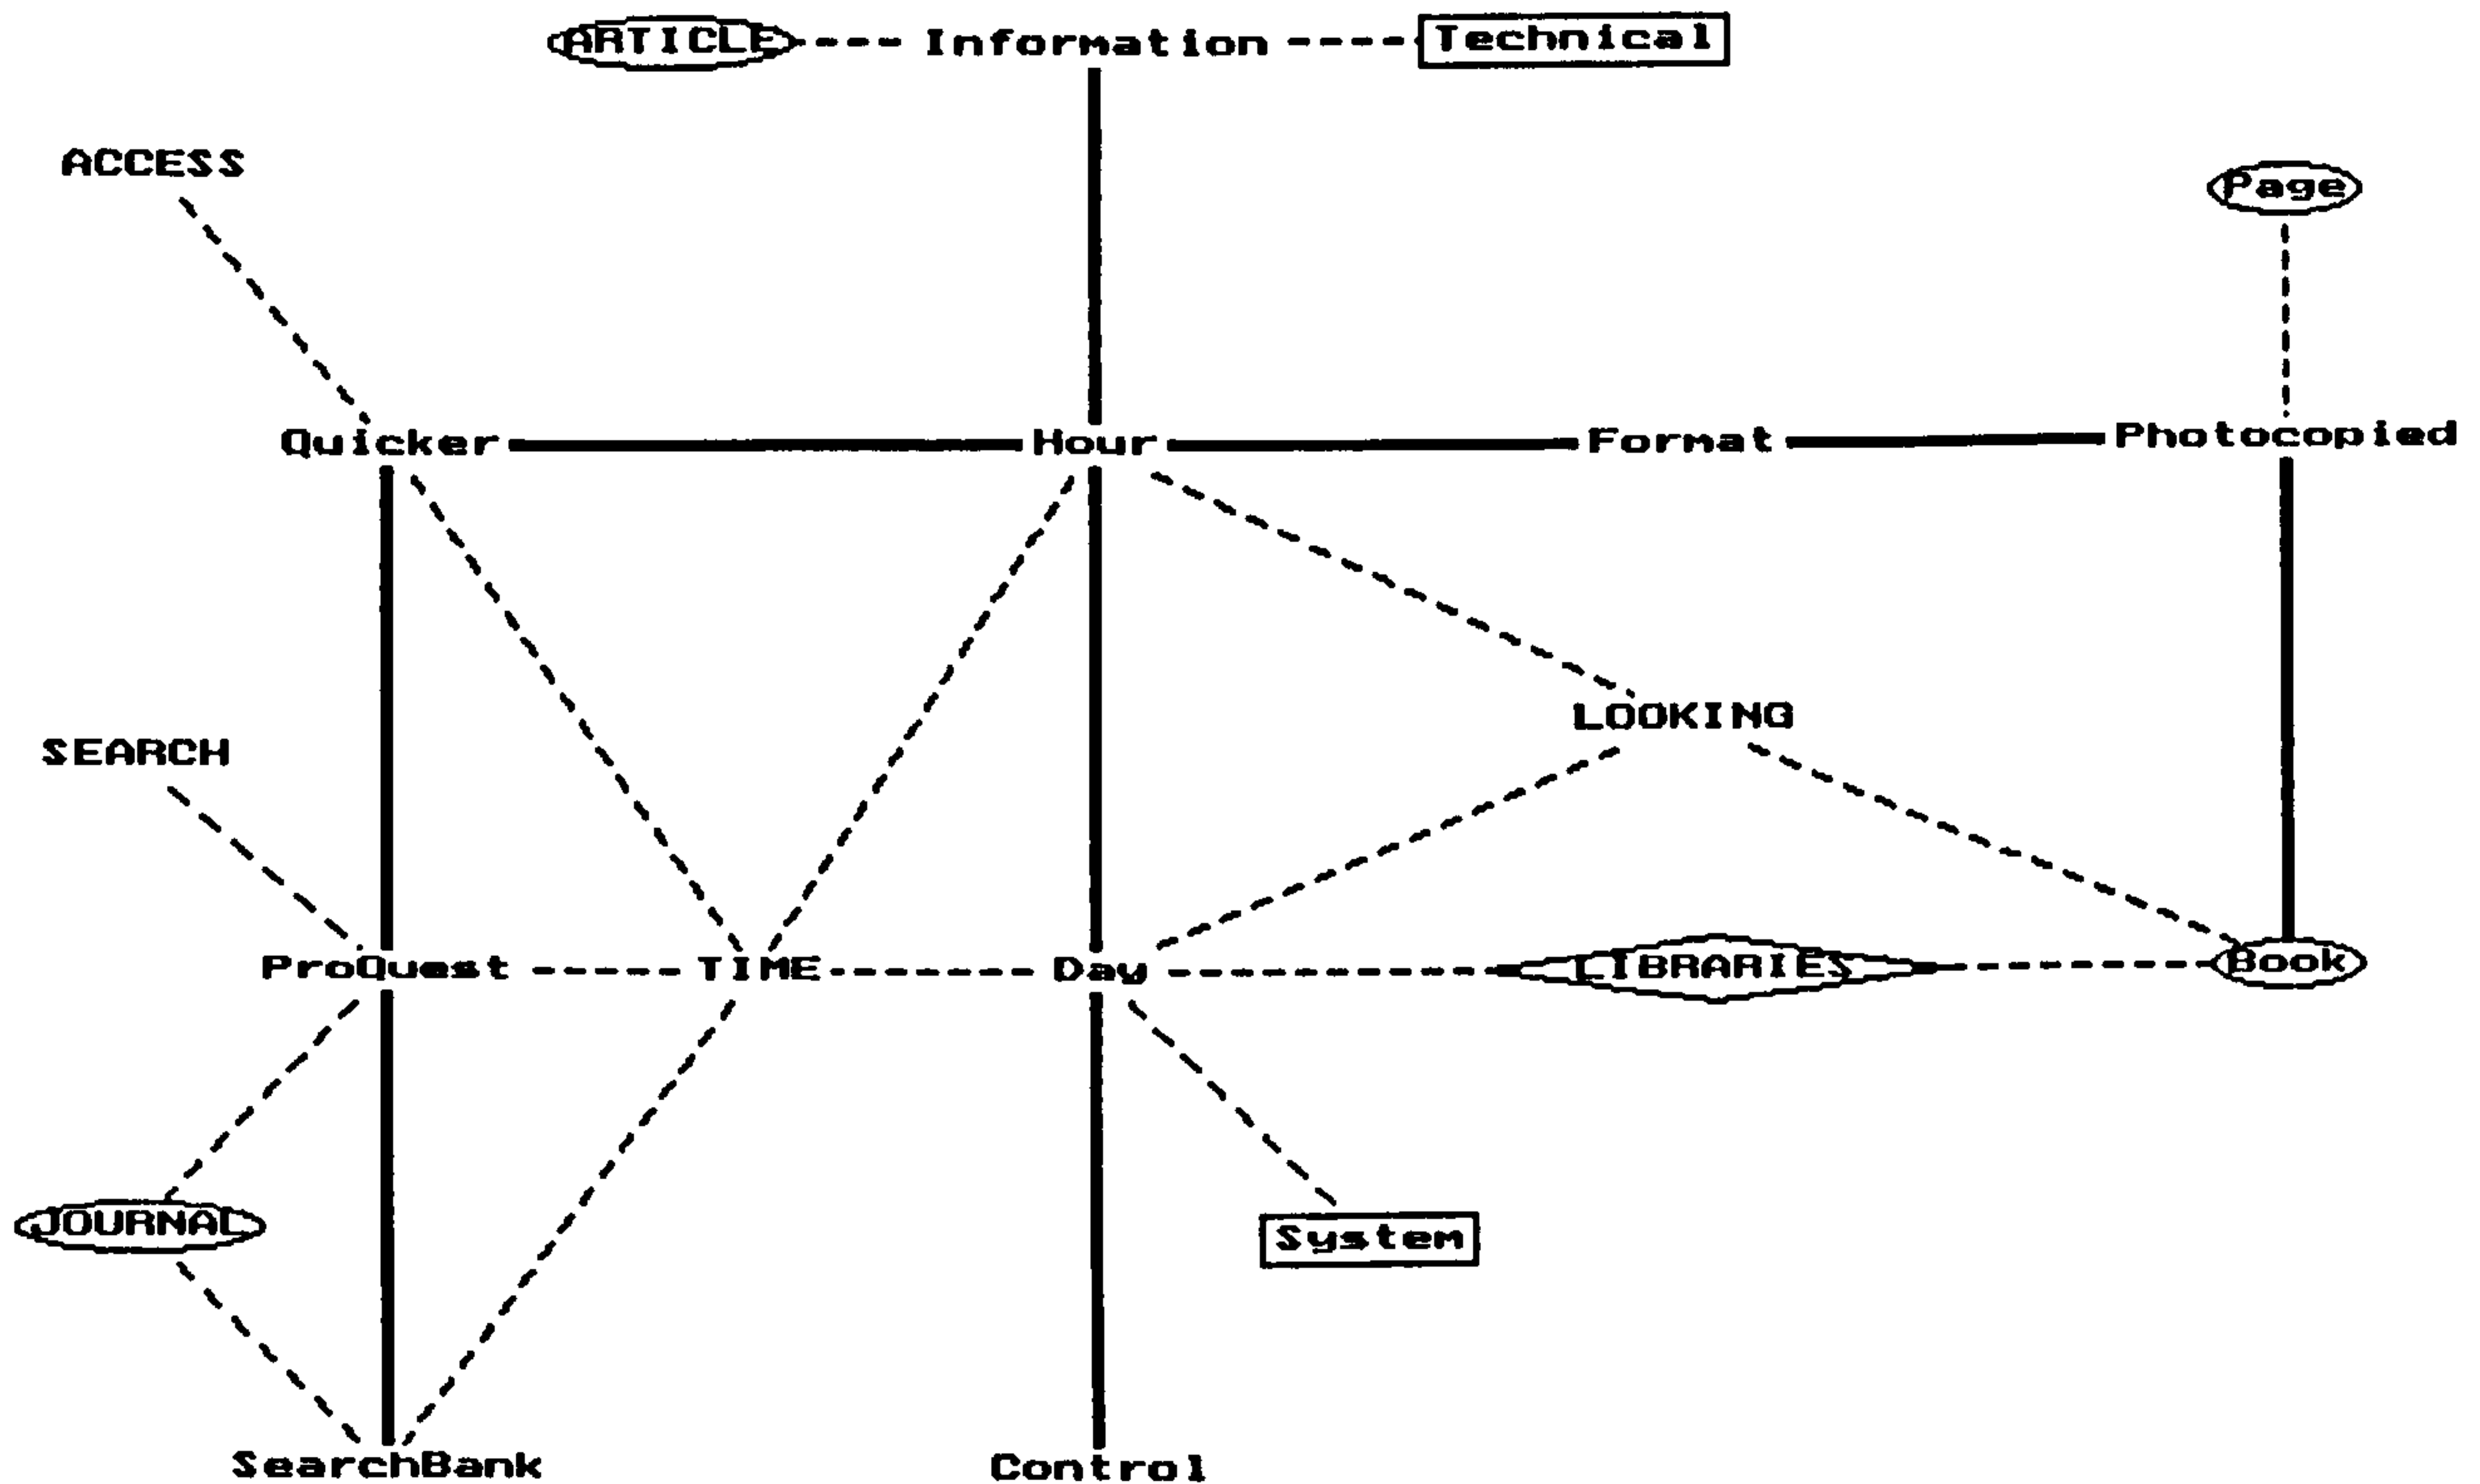 ARTICLE Information Technical
ACCESS
Page
Quicker Hour Format Photocopied
LOOKING
SEARCH
ProQuest TIME Day LIBRARIES Book
JOURNAL
System
SearchBank Control